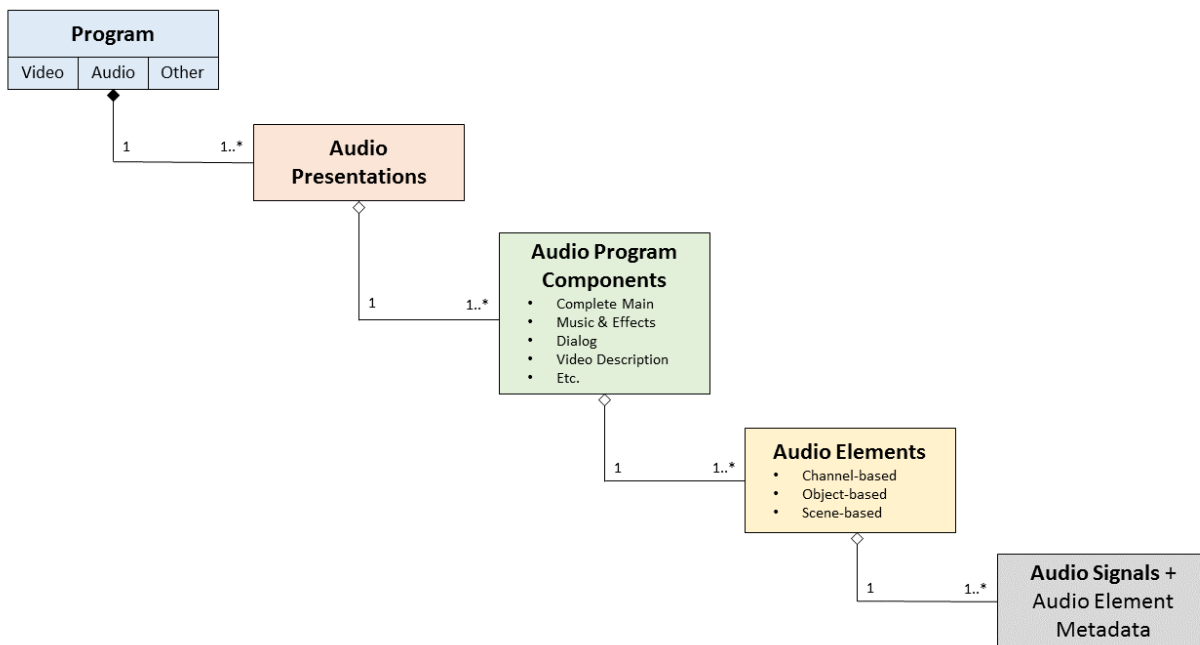 Program
Video Audio Other
1 1..*
Audio
Presentations
1 1..*
Audio Program
Components
• Complete Main
• Music & Effects
• Dialog
• Video Description
• Etc.
1 1..*
Audio Elements
• Channel-based
• Object-based
• Scene-based
1 1..*
Audio Signals +
Audio Element
Metadata